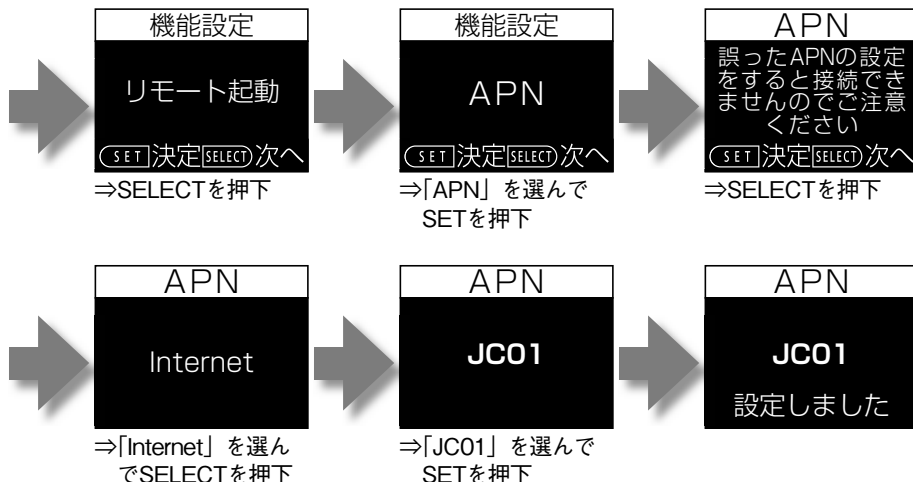 機能設定
リモート起動
SET決定SELECT次へ
⇒SELECTを押下
機能設定
APN
SET決定SELECT次へ
⇒「APN」を選んで
SETを押下
APN
誤ったAPNの設定
をすると接続でき
ませんのでご注意
ください
SET決定SELECT次へ
⇒SELECTを押下
APN
Internet
⇒「Internet」を選ん
でSELECTを押下
APN
JC01
⇒「JC01」を選んで
SETを押下
APN
JC01
設定しました